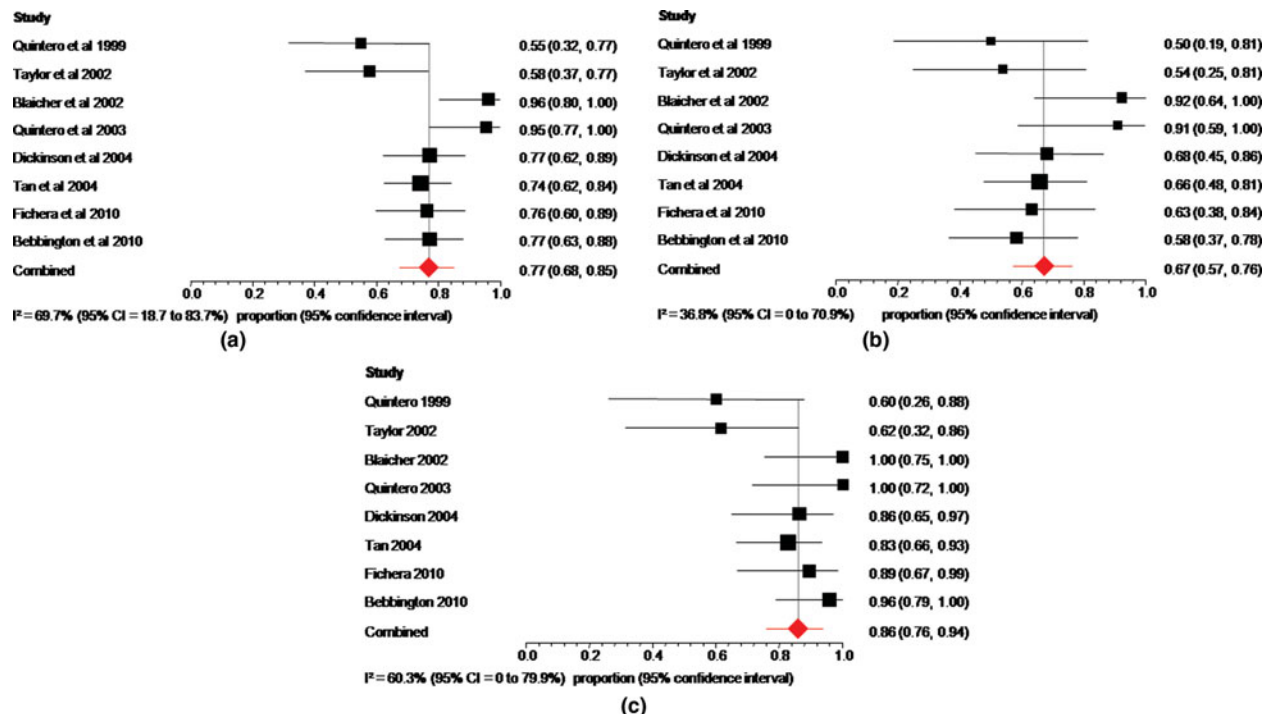 Study
Quintero et al 1999 0.55 (0.32, 0.77)
Taylor et al 2002 0.58 (0.37, 0.77)
Blaicher et al 2002 0.96 (0.80, 1.00)
Quintero et al 2003 0.95 (0.77, 1.00)
Dickinson et al 2004 0.77 (0.62, 0.89)
Tan et al 2004 0.74 (0.62, 0.84)
Fichera et al 2010 0.76 (0.60, 0.89)
Bebbington et al 2010 0.77 (0.63, 0.88)
Combined 0.77 (0.68, 0.85)
0.0 0.2 0.4 0.6 0.8 1.0
I² = 69.7% (95% CI = 18.7 to 83.7%) proportion (95% confidence interval)
(a)
Study
Quintero et al 1999 0.50 (0.19, 0.81)
Taylor et al 2002 0.54 (0.25, 0.81)
Blaicher et al 2002 0.92 (0.64, 1.00)
Quintero et al 2003 0.91 (0.59, 1.00)
Dickinson et al 2004 0.68 (0.45, 0.86)
Tan et al 2004 0.66 (0.48, 0.81)
Fichera et al 2010 0.63 (0.38, 0.84)
Bebbington et al 2010 0.58 (0.37, 0.78)
Combined 0.67 (0.57, 0.76)
0.0 0.2 0.4 0.6 0.8 1.0
I² = 36.8% (95% CI = 0 to 70.9%) proportion (95% confidence interval)
(b)
Study
Quintero 1999 0.60 (0.26, 0.88)
Taylor 2002 0.62 (0.32, 0.86)
Blaicher 2002 1.00 (0.75, 1.00)
Quintero 2003 1.00 (0.72, 1.00)
Dickinson 2004 0.86 (0.65, 0.97)
Tan 2004 0.83 (0.66, 0.93)
Fichera 2010 0.89 (0.67, 0.99)
Bebbington 2010 0.96 (0.79, 1.00)
Combined 0.86 (0.76, 0.94)
0.0 0.2 0.4 0.6 0.8 1.0
I² = 60.3% (95% CI = 0 to 79.9%) proportion (95% confidence interval)
(c)